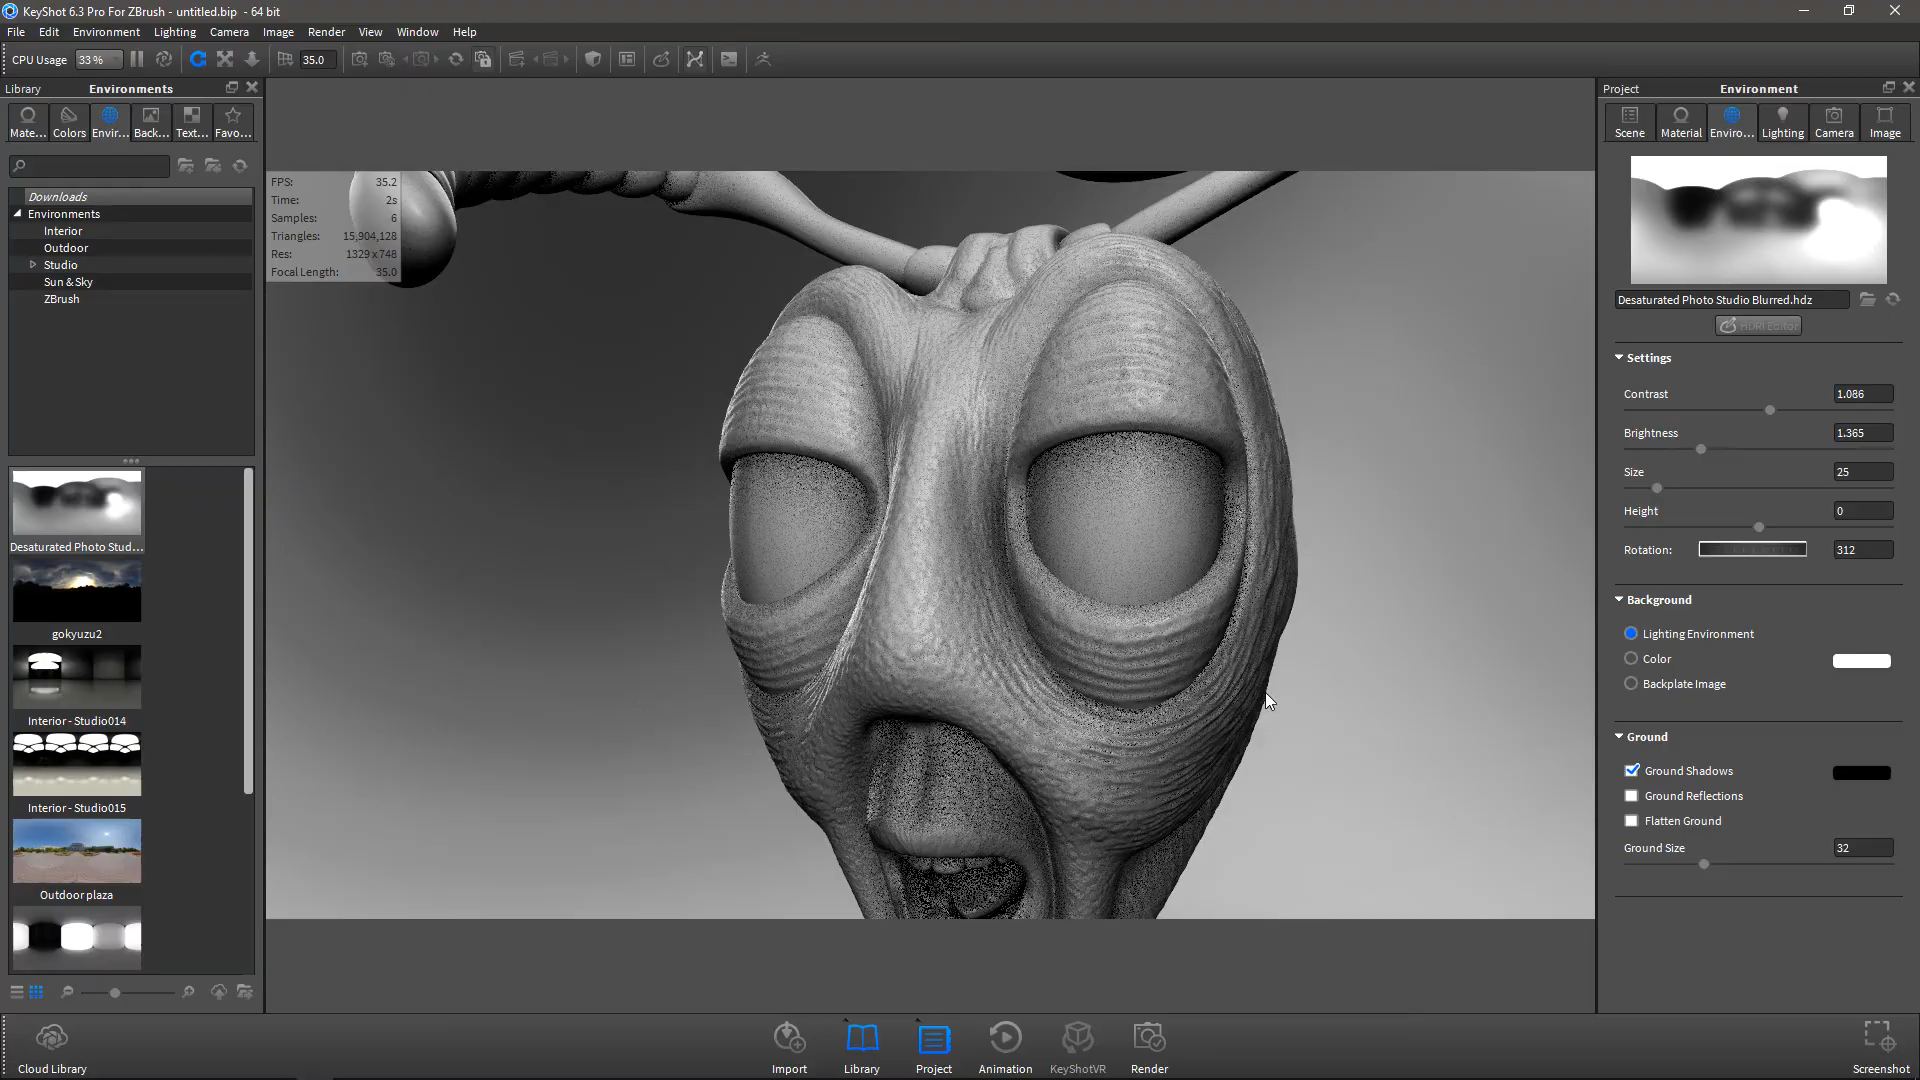 KeyShot 6.3 Pro For ZBrush - untitled.bip - 64 bit
File Edit Environment Lighting Camera Image Render View Window Help
CPU Usage 33 % 35.0
Library Environments
Mate... Colors Envir... Back... Text... Favo...
Downloads
Environments
Interior
Outdoor
Studio
Sun & Sky
ZBrush
Desaturated Photo Stud...
gokyuzu2
Interior - Studio014
Interior - Studio015
Outdoor plaza
FPS: 35.2
Time: 2s
Samples: 6
Triangles: 15,904,128
Res: 1329 x 748
Focal Length: 35.0
Project Environment
Scene Material Enviro... Lighting Camera Image
Desaturated Photo Studio Blurred.hdz
HDRI Editor
Settings
Contrast 1.086
Brightness 1.365
Size 25
Height 0
Rotation: 312
Background
Lighting Environment
Color
Backplate Image
Ground
Ground Shadows
Ground Reflections
Flatten Ground
Ground Size 32
Cloud Library Import Library Project Animation KeyShotVR Render Screenshot